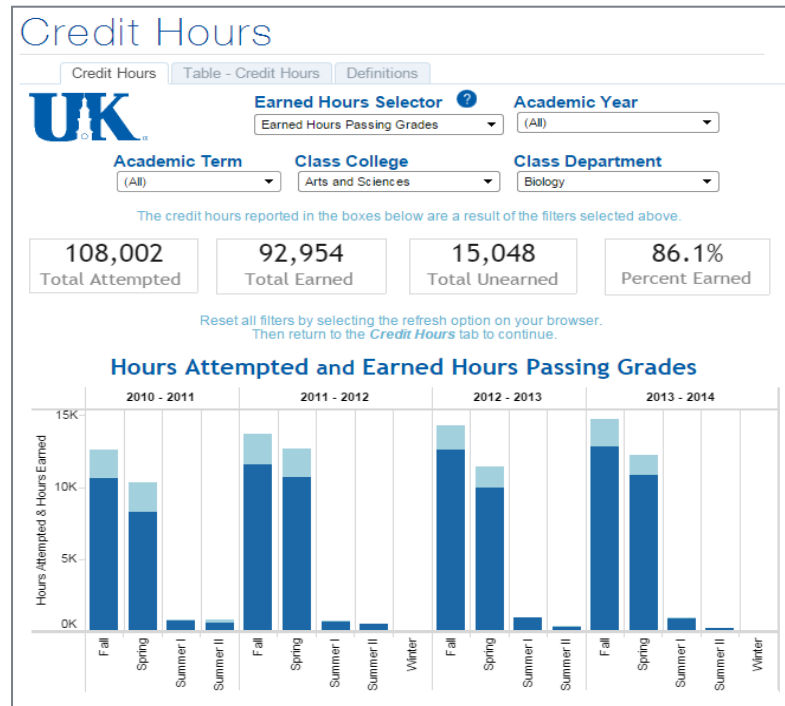 Credit Hours
Credit Hours Table - Credit Hours Definitions
UK
Earned Hours Selector ? Academic Year
Earned Hours Passing Grades (All)
Academic Term Class College Class Department
(All) Arts and Sciences Biology
The credit hours reported in the boxes below are a result of the filters selected above.
108,002 92,954 15,048 86.1%
Total Attempted Total Earned Total Unearned Percent Earned
Reset all filters by selecting the refresh option on your browser.
Then return to the Credit Hours tab to continue.
Hours Attempted and Earned Hours Passing Grades
2010 - 2011 2011 - 2012 2012 - 2013 2013 - 2014
Hours Attempted & Hours Earned
15K
10K
5K
0K
Fall Spring Summer I Summer II Fall Spring Summer I Summer II Winter Fall Spring Summer I Summer II Fall Spring Summer I Summer II Winter